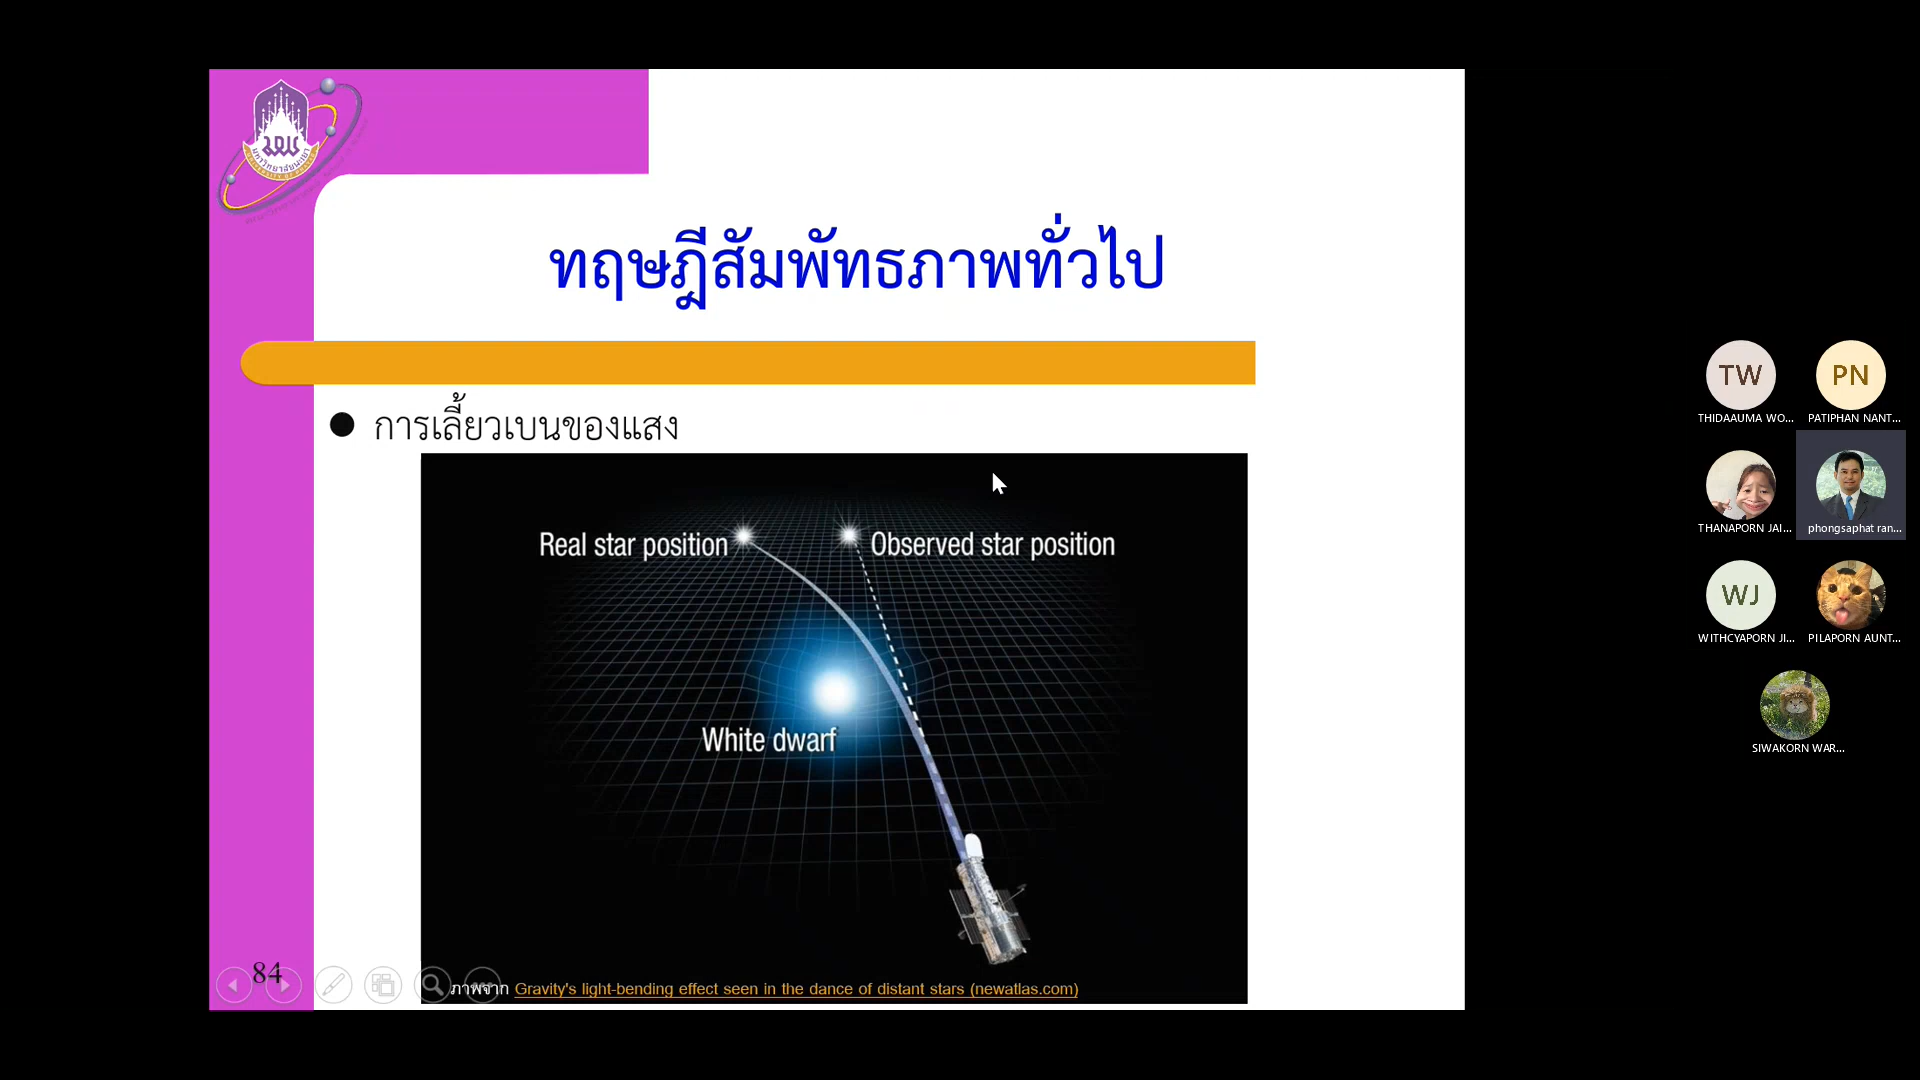 ทฤษฎีสัมพัทธภาพทั่วไป
การเลี้ยวเบนของแสง
Real star position
Observed star position
White dwarf
84
ภาพจาก Gravity's light-bending effect seen in the dance of distant stars (newatlas.com)
TW
PN
THIDAAUMA WO...
PATIPHAN NANT...
THANAPORN JAI...
phongsaphat ran...
WJ
WITHCYAPORN JI...
PILAPORN AUNT...
SIWAKORN WAR...